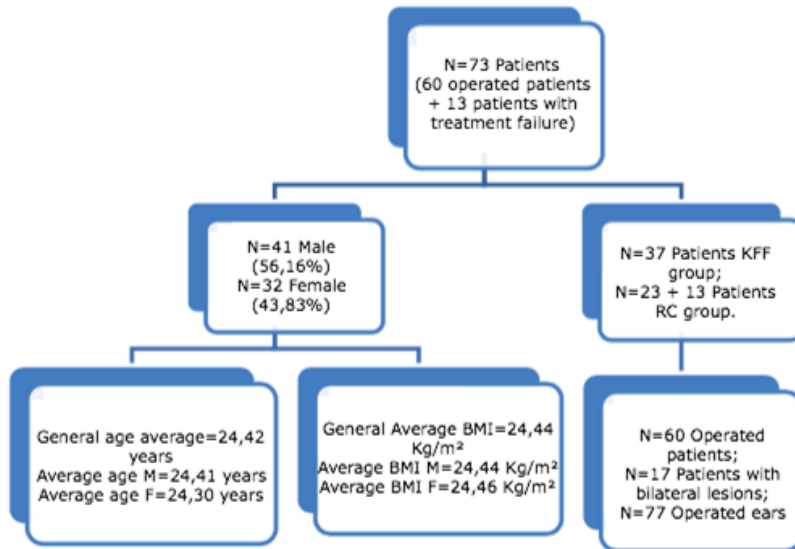 N=73 Patients
(60 operated patients
+ 13 patients with
treatment failure)
N=41 Male
(56,16%)
N=32 Female
(43,83%)
N=37 Patients KFF
group;
N=23 + 13 Patients
RC group.
General age average=24,42
years
Average age M=24,41 years
Average age F=24,30 years
General Average BMI=24,44
Kg/m²
Average BMI M=24,44 Kg/m²
Average BMI F=24,46 Kg/m²
N=60 Operated
patients;
N=17 Patients with
bilateral lesions;
N=77 Operated ears